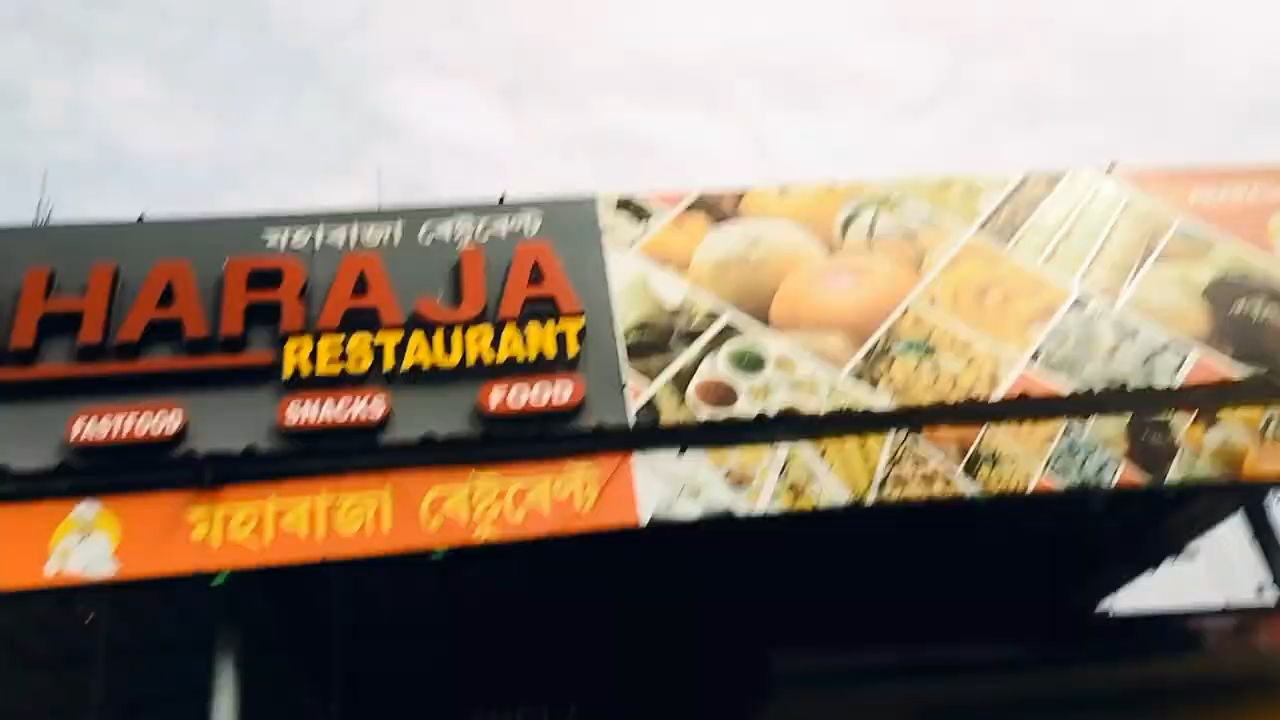 মহাৰাজা ৰেষ্টুৰেণ্ট
HARAJA
RESTAURANT
FASTFOOD SNACKS FOOD
মহাৰাজা ৰেষ্টুৰেণ্ট